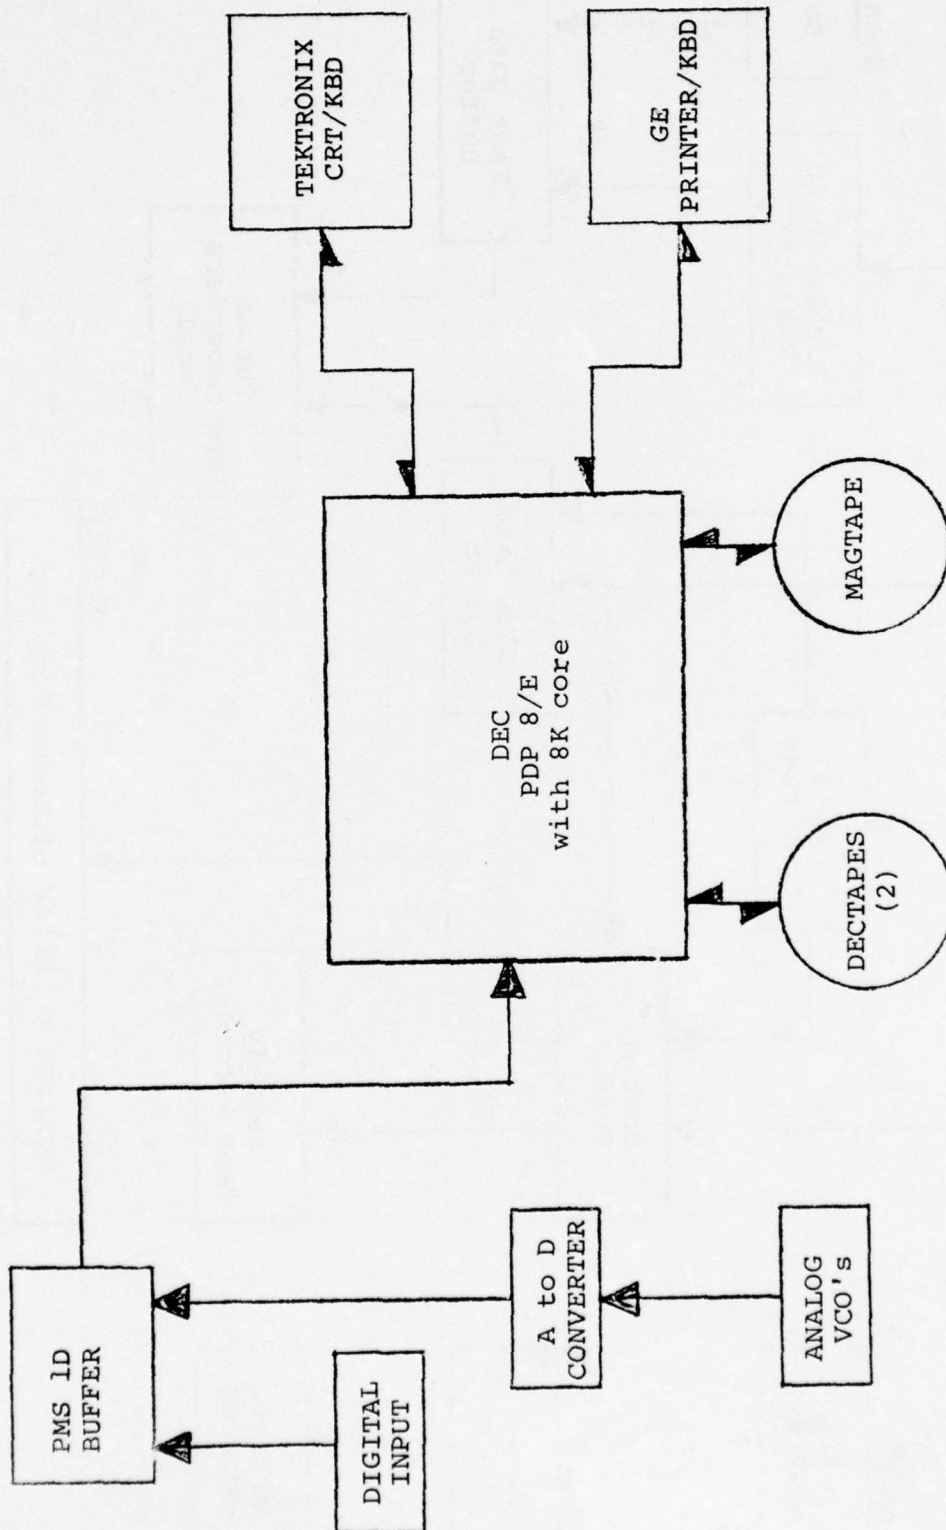 PMS 1D
BUFFER
DIGITAL
INPUT
A to D
CONVERTER
ANALOG
VCO's
DEC
PDP 8/E
with 8K core
DECTAPES
(2)
MAGTAPE
TEKTRONIX
CRT/KBD
GE
PRINTER/KBD